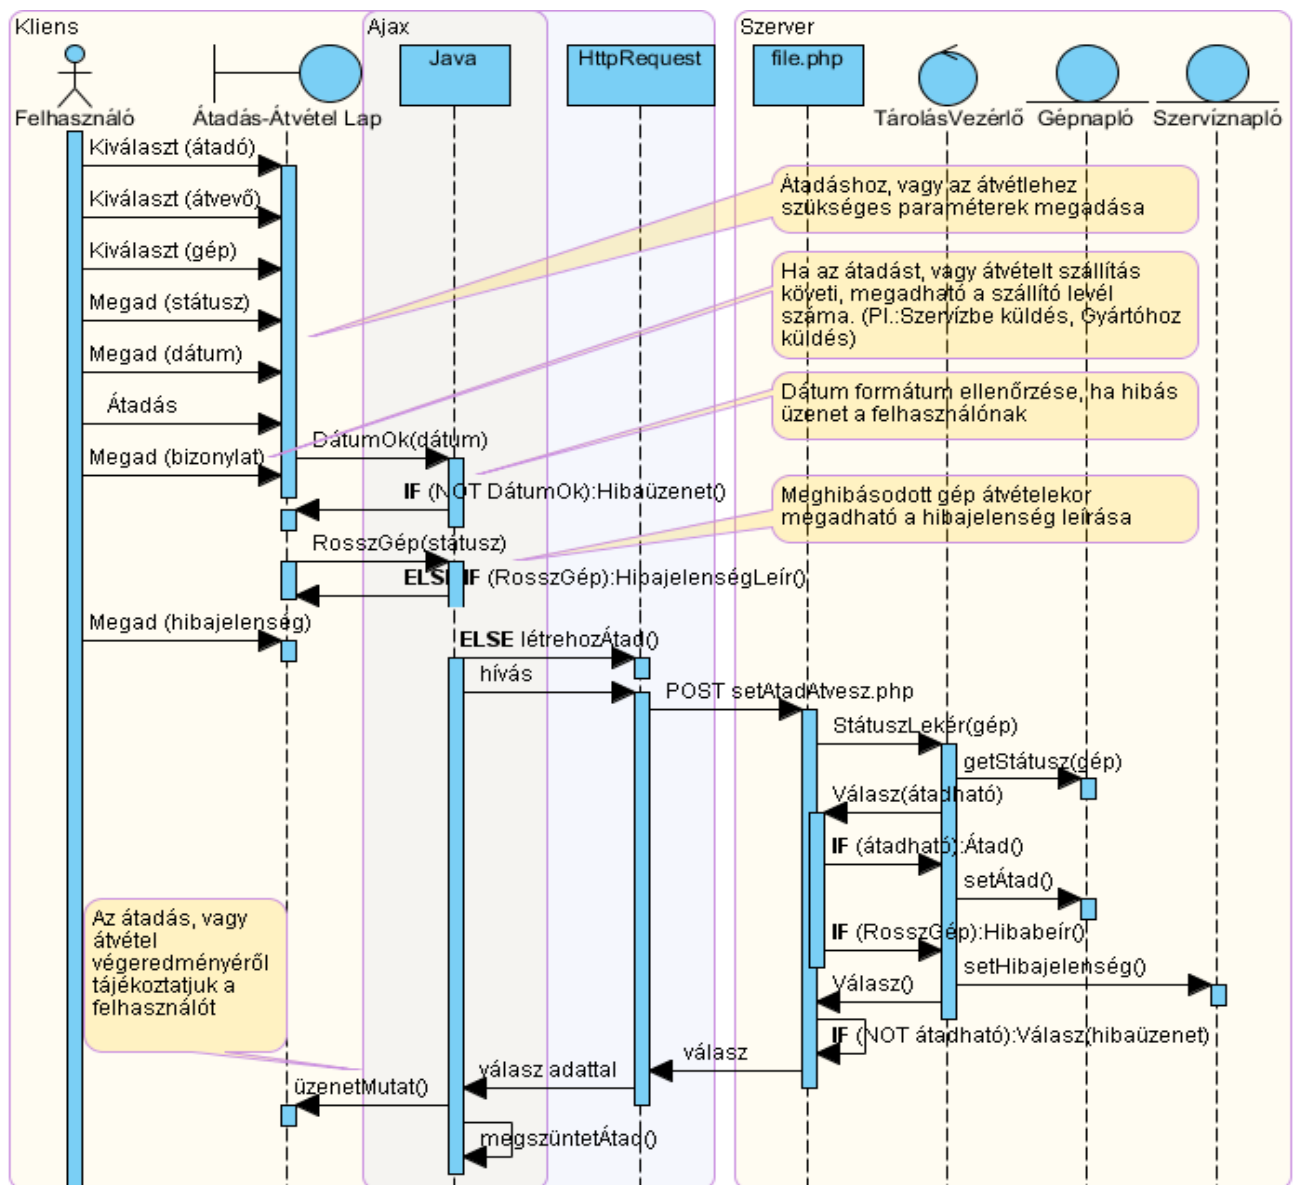 Kliens
Ajax
Szerver
Java
HttpRequest
file.php
Felhasználó
Átadás-Átvétel Lap
TárolásVezérlő
Gépnapló
Szervíznapló
Kiválaszt (átadó)
Kiválaszt (átvevő)
Kiválaszt (gép)
Megad (státusz)
Megad (dátum)
Átadás
Megad (bizonylat)
Átadáshoz, vagy az átvétlehez
szükséges paraméterek megadása
Ha az átadást, vagy átvételt szállítás
követi, megadható a szállító levél
száma. (Pl.:Szervízbe küldés, Gyártóhoz
küldés)
Dátum formátum ellenőrzése, ha hibás
üzenet a felhasználónak
DátumOk(dátum)
IF (NOT DátumOk):Hibaüzenet()
Meghibásodott gép átvételekor
megadható a hibajelenség leírása
RosszGép(státusz)
ELSE IF (RosszGép):HibajelenségLeír()
Megad (hibajelenség)
ELSE létrehozÁtad()
hívás
POST setAtadAtvesz.php
StátuszLekér(gép)
getStátusz(gép)
Válasz(átadható)
IF (átadható):Átad()
setÁtad()
IF (RosszGép):Hibabeír()
setHibajelenség()
Válasz()
IF (NOT átadható):Válasz(hibaüzenet)
Az átadás, vagy
átvétel
végeredményéről
tájékoztatjuk a
felhasználót
válasz
válasz adattal
üzenetMutat()
megszüntetÁtad()